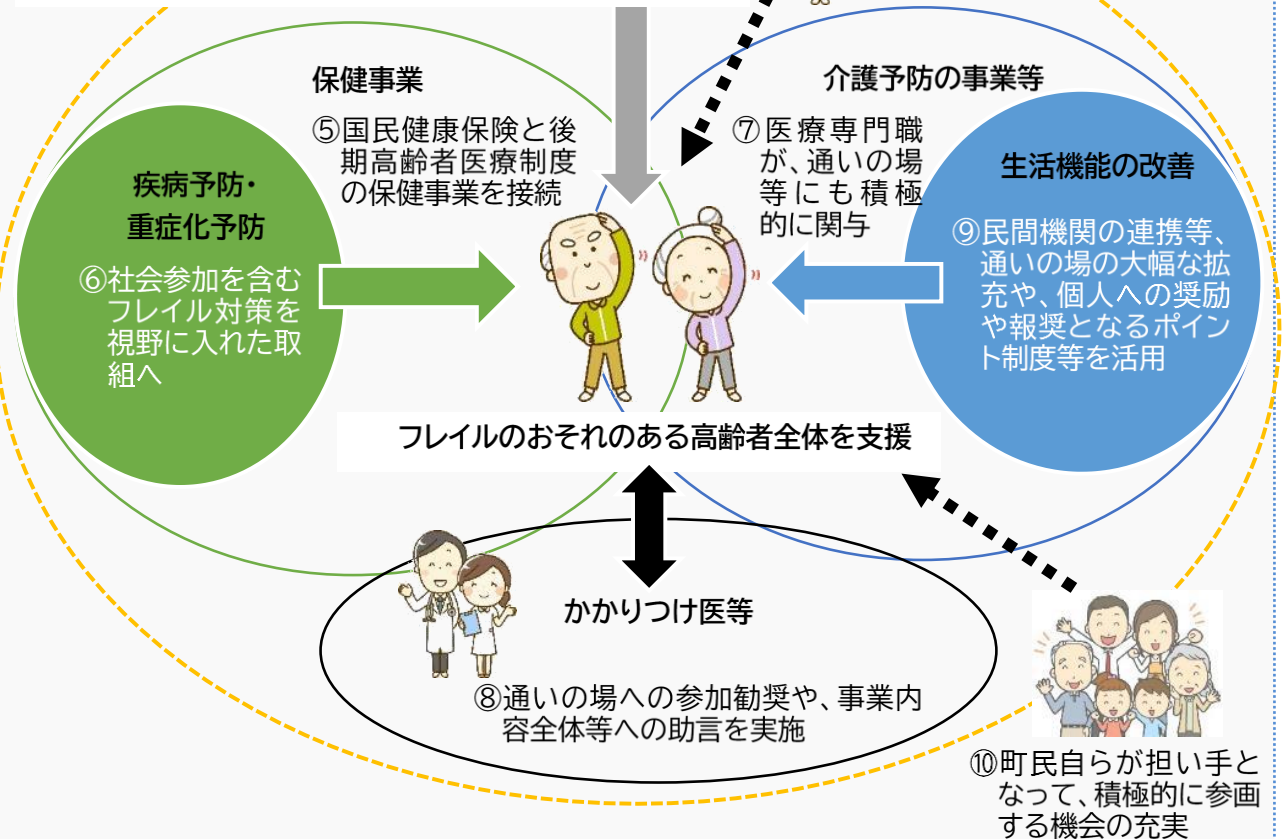 保健事業
⑤国民健康保険と後
期高齢者医療制度
の保健事業を接続
疾病予防・
重症化予防
⑥社会参加を含む
フレイル対策を
視野に入れた取
組へ
介護予防の事業等
⑦医療専門職
が、通いの場
等にも積極
的に関与
生活機能の改善
⑨民間機関の連携等、
通いの場の大幅な拡
充や、個人への奨励
や報奨となるポイン
ト制度等を活用
フレイルのおそれのある高齢者全体を支援
かかりつけ医等
⑧通いの場への参加勧奨や、事業内
容全体等への助言を実施
⑩町民自らが担い手と
なって、積極的に参画
する機会の充実